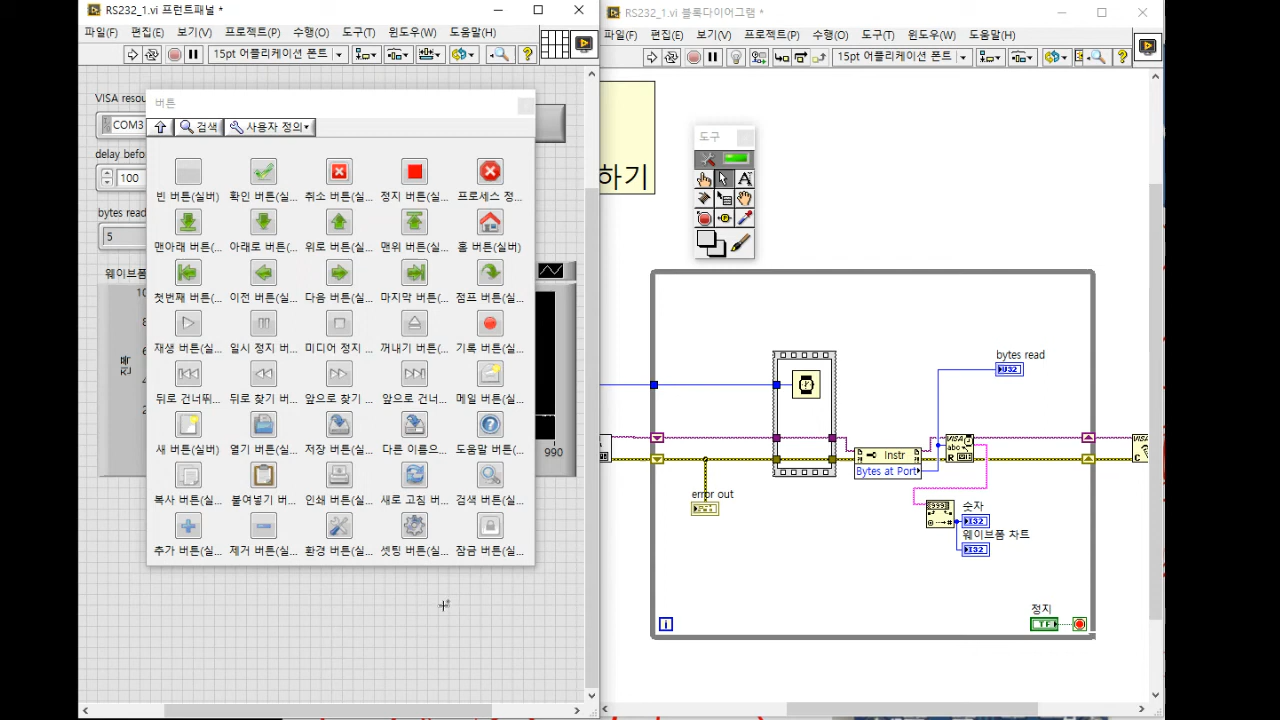 RS232_1.vi 프런트패널 *
파일(F) 편집(E) 보기(V) 프로젝트(P) 수행(O) 도구(T) 윈도우(W) 도움말(H)
15pt 어플리케이션 폰트
VISA resou
COM3
delay befo
100
bytes read
5
웨이브폼
진폭
990
버튼
검색
사용자 정의
빈 버튼(실버) 확인 버튼(실... 취소 버튼(실... 정지 버튼(실... 프로세스 정...
맨아래 버튼(... 아래로 버튼(... 위로 버튼(실... 맨위 버튼(실... 홈 버튼(실버)
첫번째 버튼(... 이전 버튼(실... 다음 버튼(실... 마지막 버튼(... 점프 버튼(실...
재생 버튼(실... 일시 정지 버... 미디어 정지 ... 꺼내기 버튼(... 기록 버튼(실...
뒤로 건너뛰... 뒤로 찾기 버... 앞으로 찾기 ... 앞으로 건너... 메일 버튼(실...
새 버튼(실버) 열기 버튼(실... 저장 버튼(실... 다른 이름으... 도움말 버튼(...
복사 버튼(실... 붙여넣기 버... 인쇄 버튼(실... 새로 고침 버... 검색 버튼(실...
추가 버튼(실... 제거 버튼(실... 환경 버튼(실... 셋팅 버튼(실... 잠금 버튼(실...
RS232_1.vi 블록다이어그램 *
파일(F) 편집(E) 보기(V) 프로젝트(P) 수행(O) 도구(T) 윈도우(W) 도움말(H)
15pt 어플리케이션 폰트
하기
도구
bytes read
U32
Instr
Bytes at Port
VISA
abc
R
error out
숫자
I32
웨이브폼 차트
I32
정지
TF
i